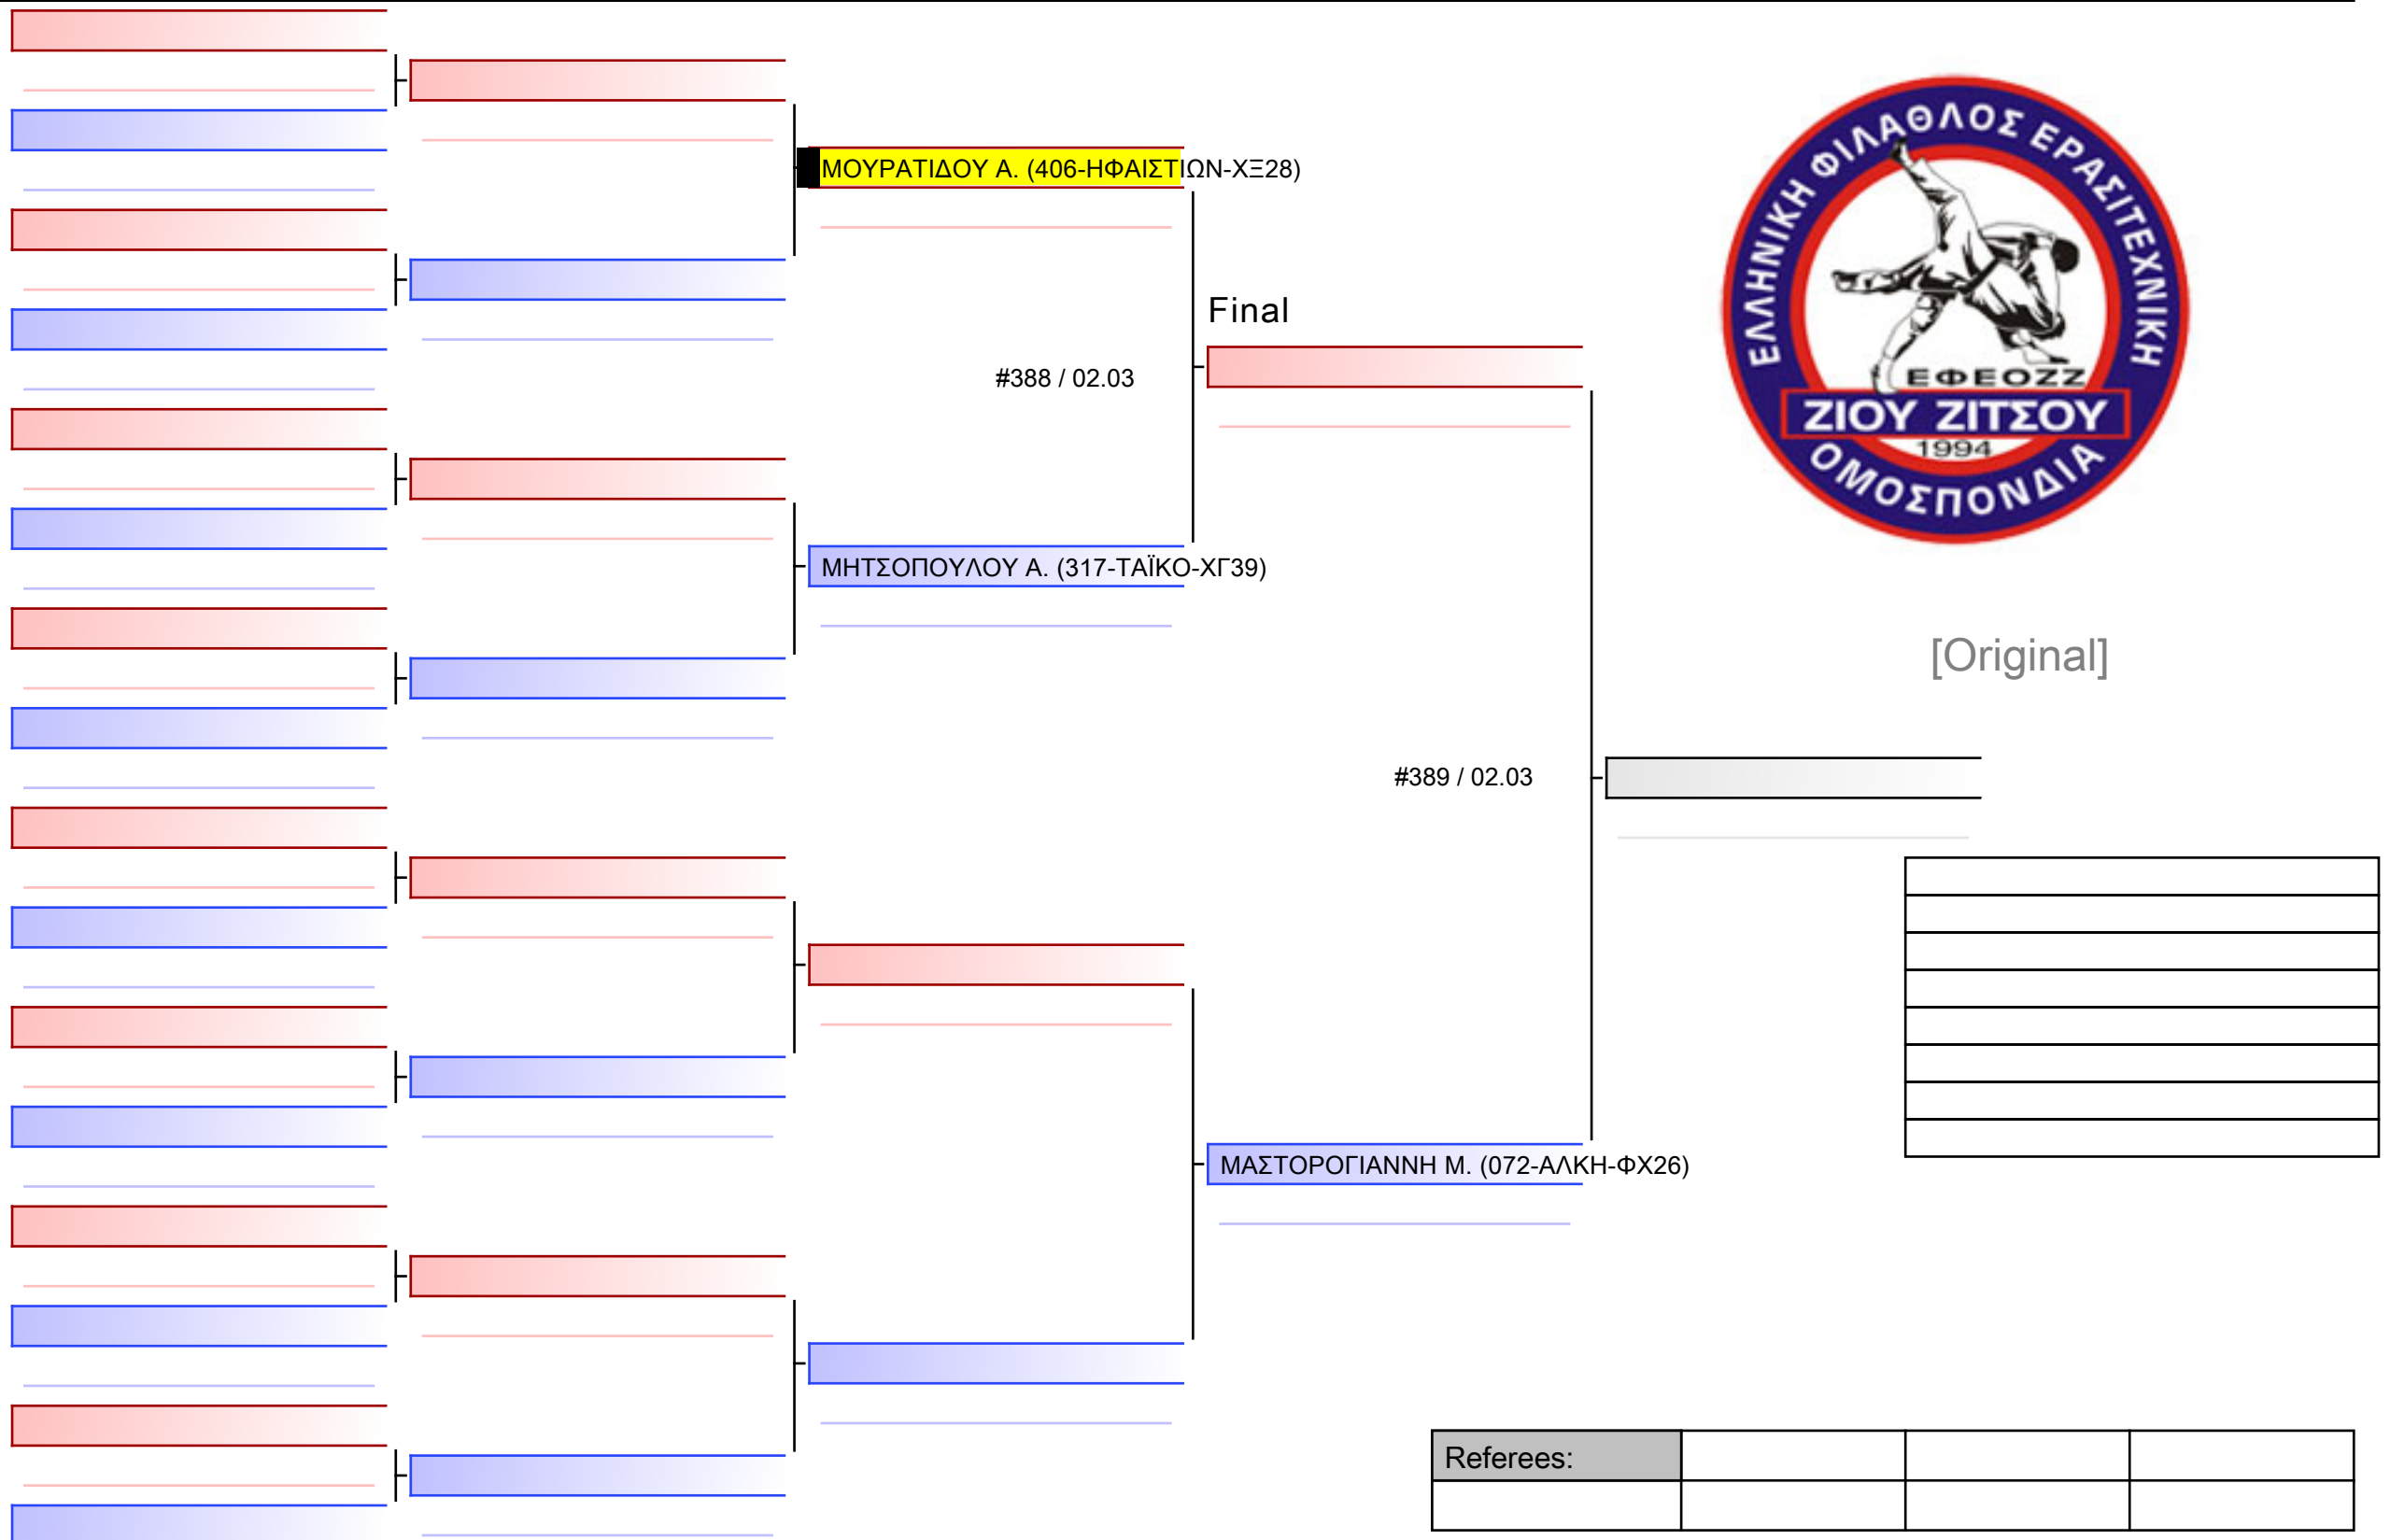 ΜΟΥΡΑΤΙΔΟΥ Α. (406-ΗΦΑΙΣΤΙΩΝ-ΧΞ28)
Final
#388 / 02.03
ΜΗΤΣΟΠΟΥΛΟΥ Α. (317-ΤΑΪΚΟ-ΧΓ39)
ΕΛΛΗΝΙΚΗ ΦΙΛΑΘΛΟΣ ΕΡΑΣΙΤΕΧΝΙΚΗ
ΕΦΕΟΖΖ
ΖΙΟΥ ΖΙΤΣΟΥ
1994
ΟΜΟΣΠΟΝΔΙΑ
[Original]
#389 / 02.03
ΜΑΣΤΟΡΟΓΙΑΝΝΗ Μ. (072-ΑΛΚΗ-ΦΧ26)
Referees: